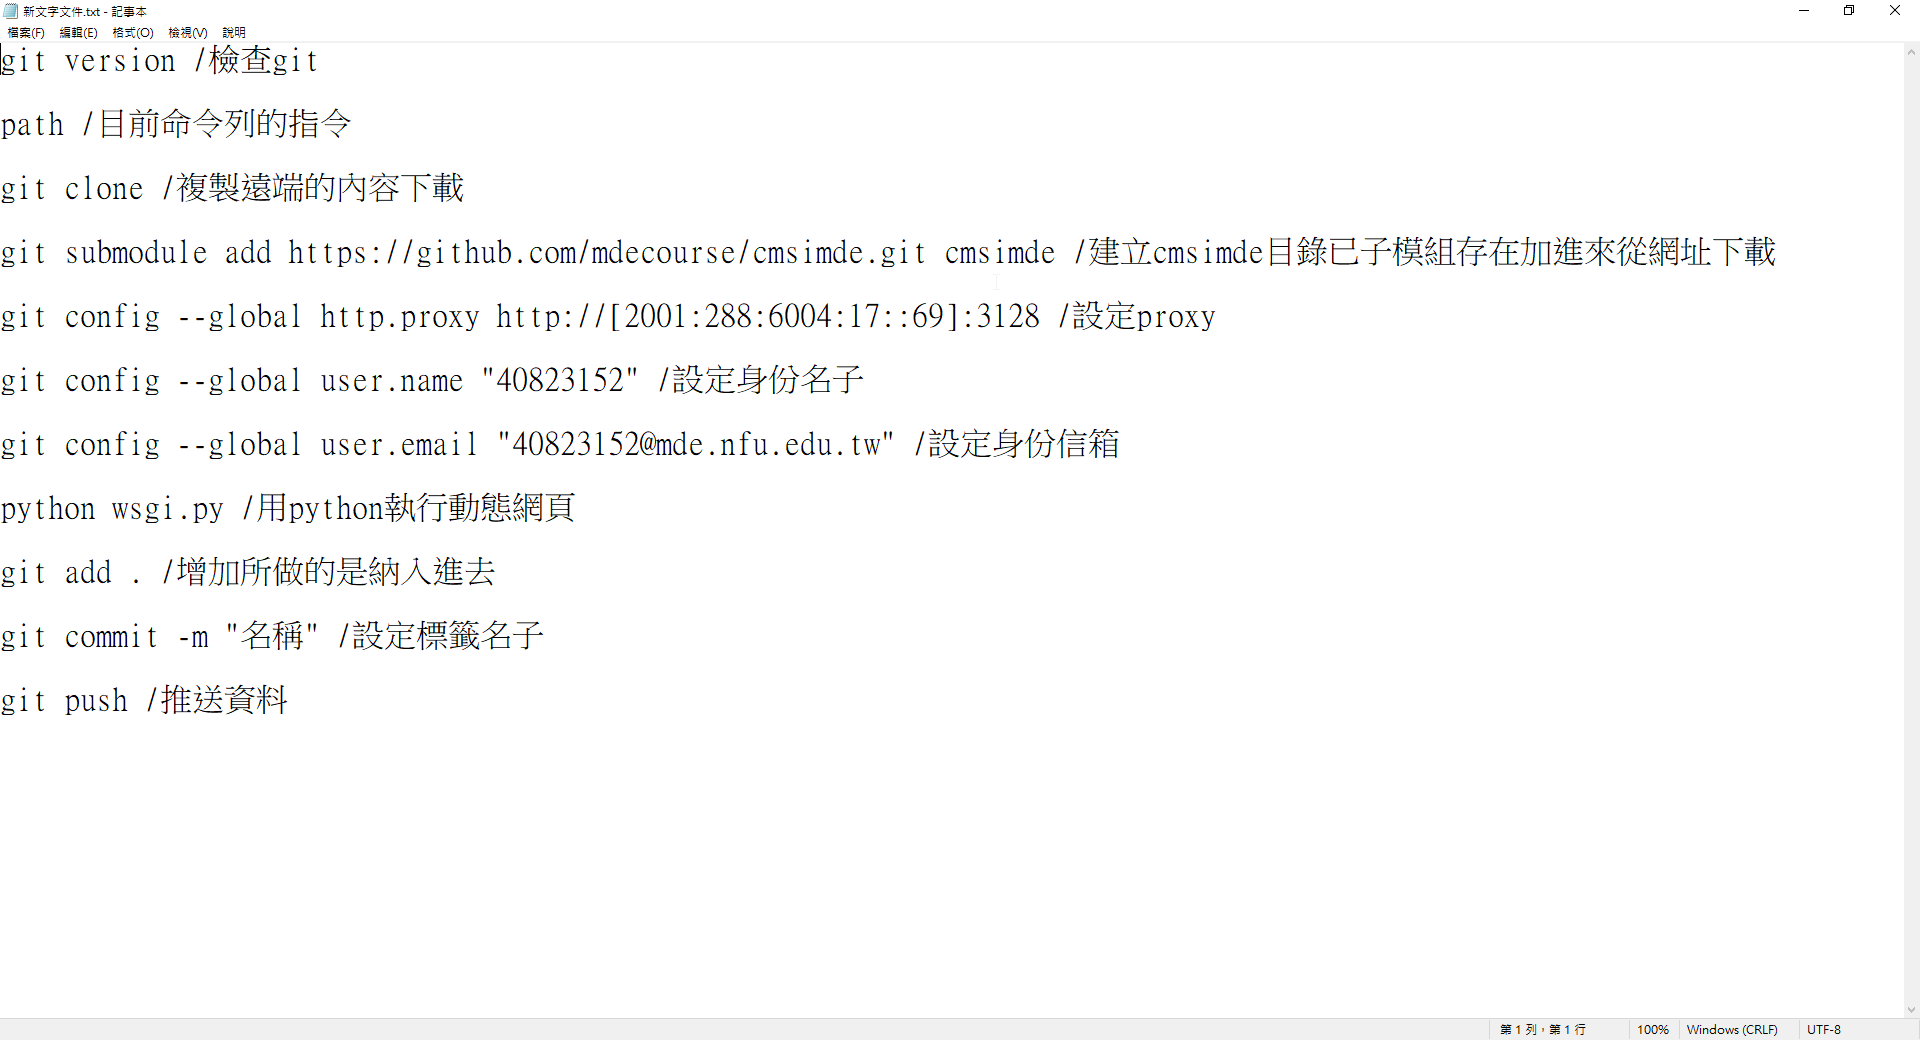 新文字文件.txt - 記事本
檔案(F) 編輯(E) 格式(O) 檢視(V) 說明
git version /檢查git
path /目前命令列的指令
git clone /複製遠端的內容下載
git submodule add https://github.com/mdecourse/cmsimde.git cmsimde /建立cmsimde目錄已子模組存在加進來從網址下載
git config --global http.proxy http://[2001:288:6004:17::69]:3128 /設定proxy
git config --global user.name "40823152" /設定身份名子
git config --global user.email "40823152@mde.nfu.edu.tw" /設定身份信箱
python wsgi.py /用python執行動態網頁
git add . /增加所做的是納入進去
git commit -m "名稱" /設定標籤名子
git push /推送資料
第 1 列，第 1 行 100% Windows (CRLF) UTF-8